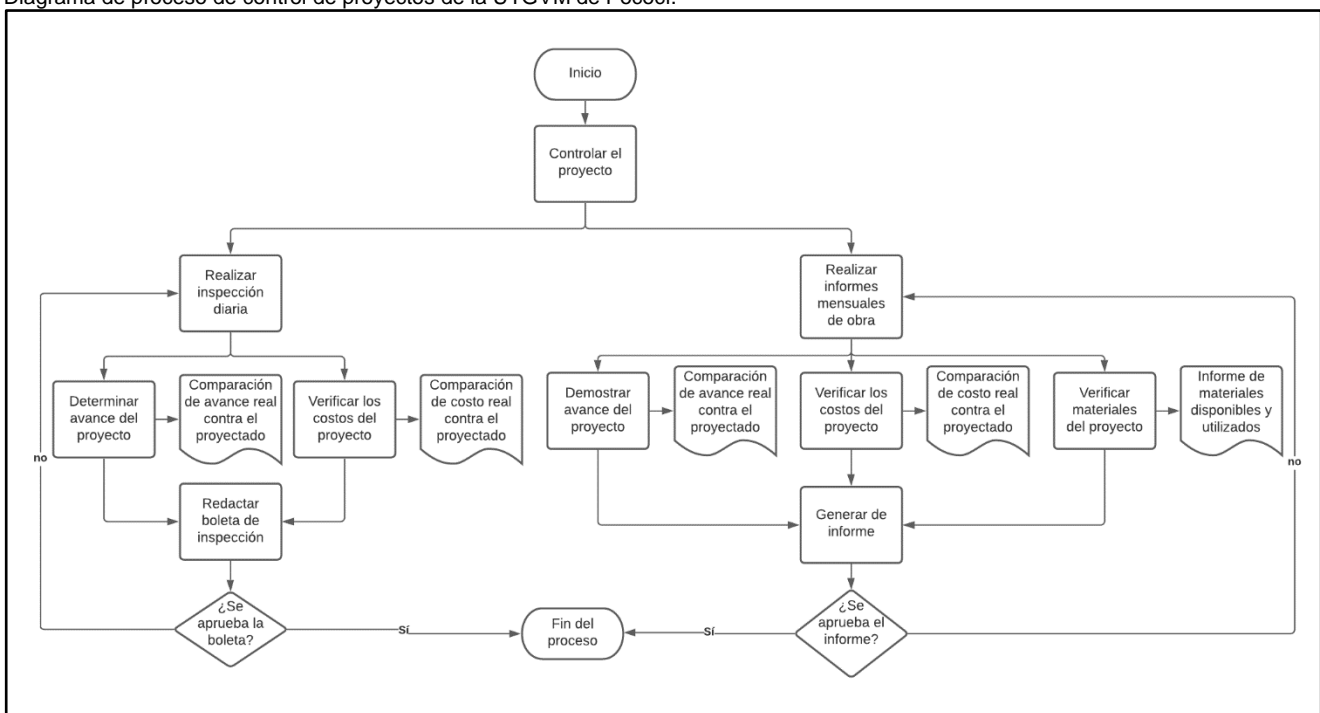 Diagrama de proceso de control de proyectos de la UTGVM de Pococí.
Inicio
Controlar el
proyecto
Realizar
inspección
diaria
Realizar
informes
mensuales
de obra
Determinar
avance del
proyecto
Comparación
de avance real
contra el
proyectado
Verificar los
costos del
proyecto
Comparación
de costo real
contra el
proyectado
Demostrar
avance del
proyecto
Comparación
de avance real
contra el
proyectado
Verificar los
costos del
proyecto
Comparación
de costo real
contra el
proyectado
Verificar
materiales
del proyecto
Informe de
materiales
disponibles y
utilizados
no
no
Redactar
boleta de
inspección
Generar de
informe
¿Se
aprueba la
boleta?
Sí
Fin del
proceso
Sí
¿Se
aprueba el
informe?